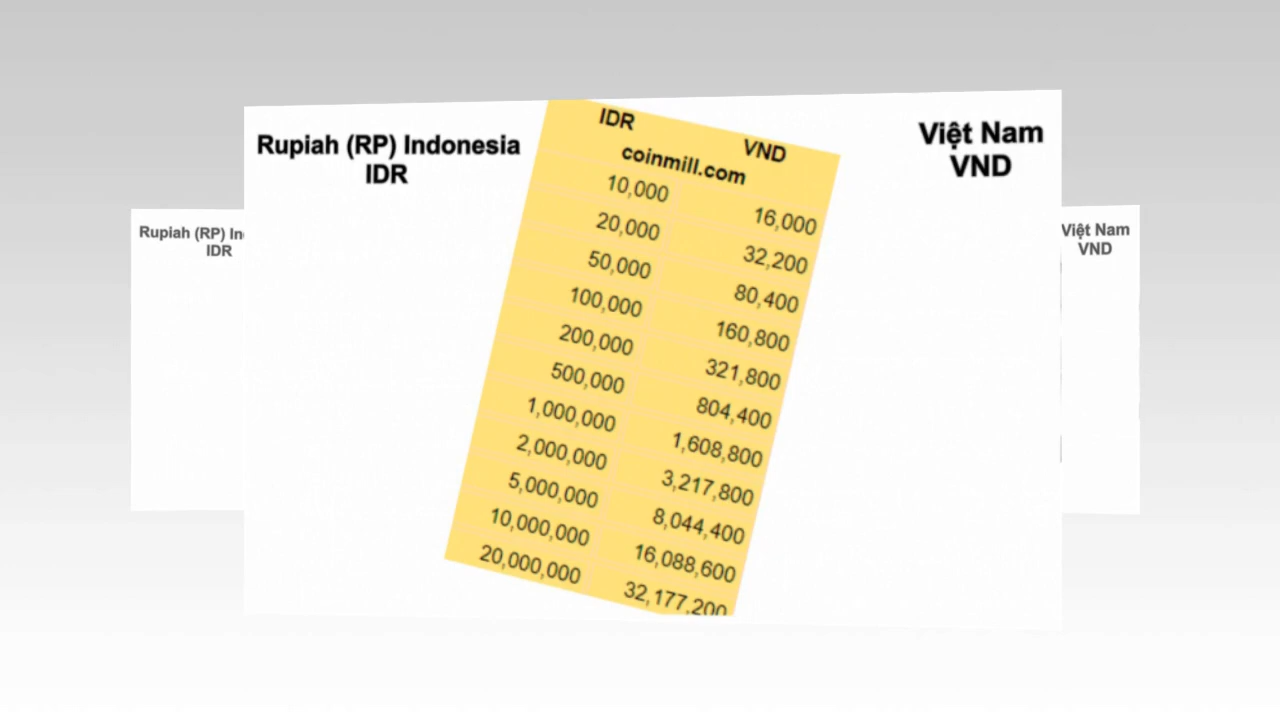 Rupiah (RP) Indonesia
IDR
IDR VND
coinmill.com
10,000 16,000
20,000 32,200
50,000 80,400
100,000 160,800
200,000 321,800
500,000 804,400
1,000,000 1,608,800
2,000,000 3,217,800
5,000,000 8,044,400
10,000,000 16,088,600
20,000,000 32,177,200
Việt Nam
VND
Rupiah (RP) In
IDR
Việt Nam
VND